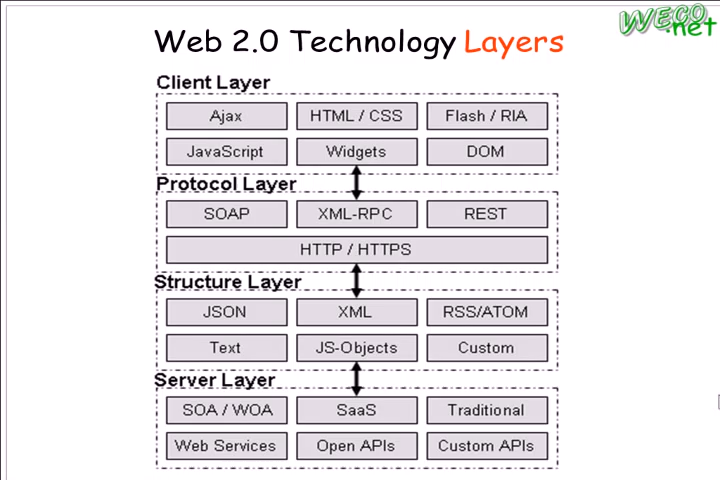 WECO.net
Web 2.0 Technology Layers
Client Layer
Ajax HTML / CSS Flash / RIA
JavaScript Widgets DOM
Protocol Layer
SOAP XML-RPC REST
HTTP / HTTPS
Structure Layer
JSON XML RSS/ATOM
Text JS-Objects Custom
Server Layer
SOA / WOA SaaS Traditional
Web Services Open APIs Custom APIs